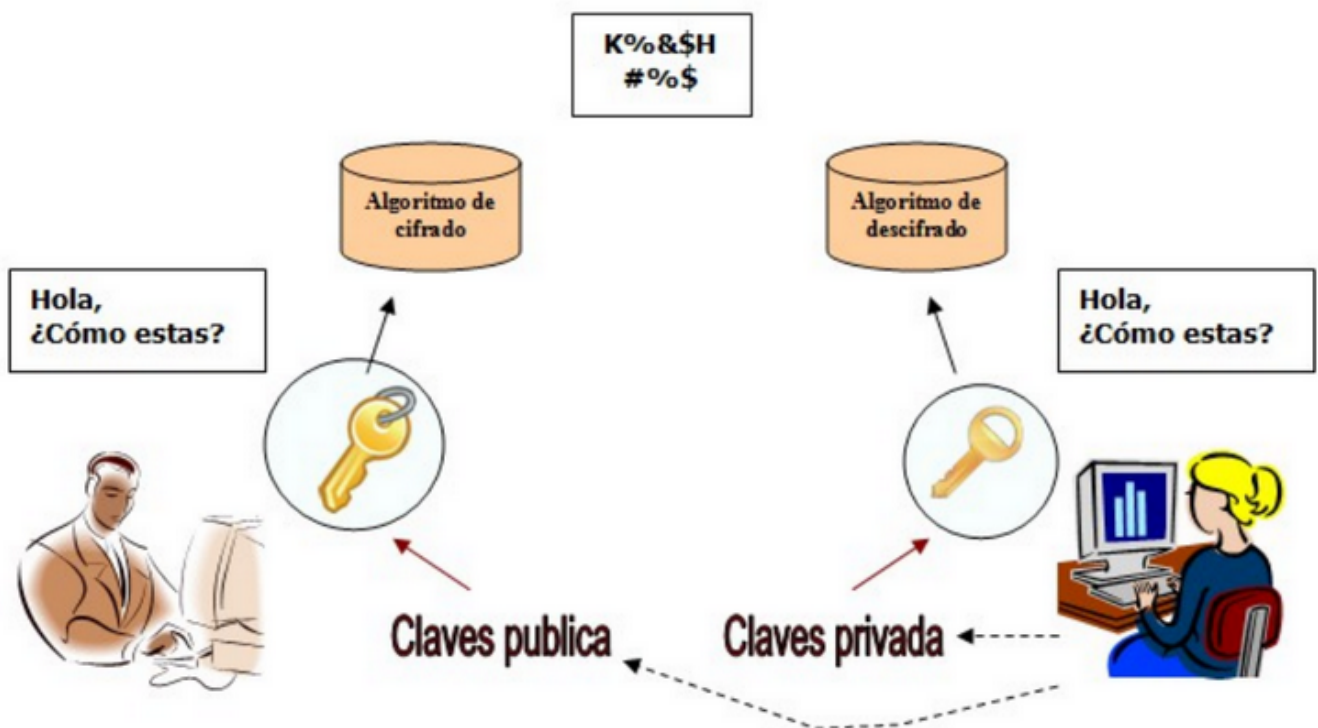 K%&$H
#%$
Algoritmo de
cifrado
Algoritmo de
descifrado
Hola,
¿Cómo estas?
Hola,
¿Cómo estas?
Claves publica
Claves privada